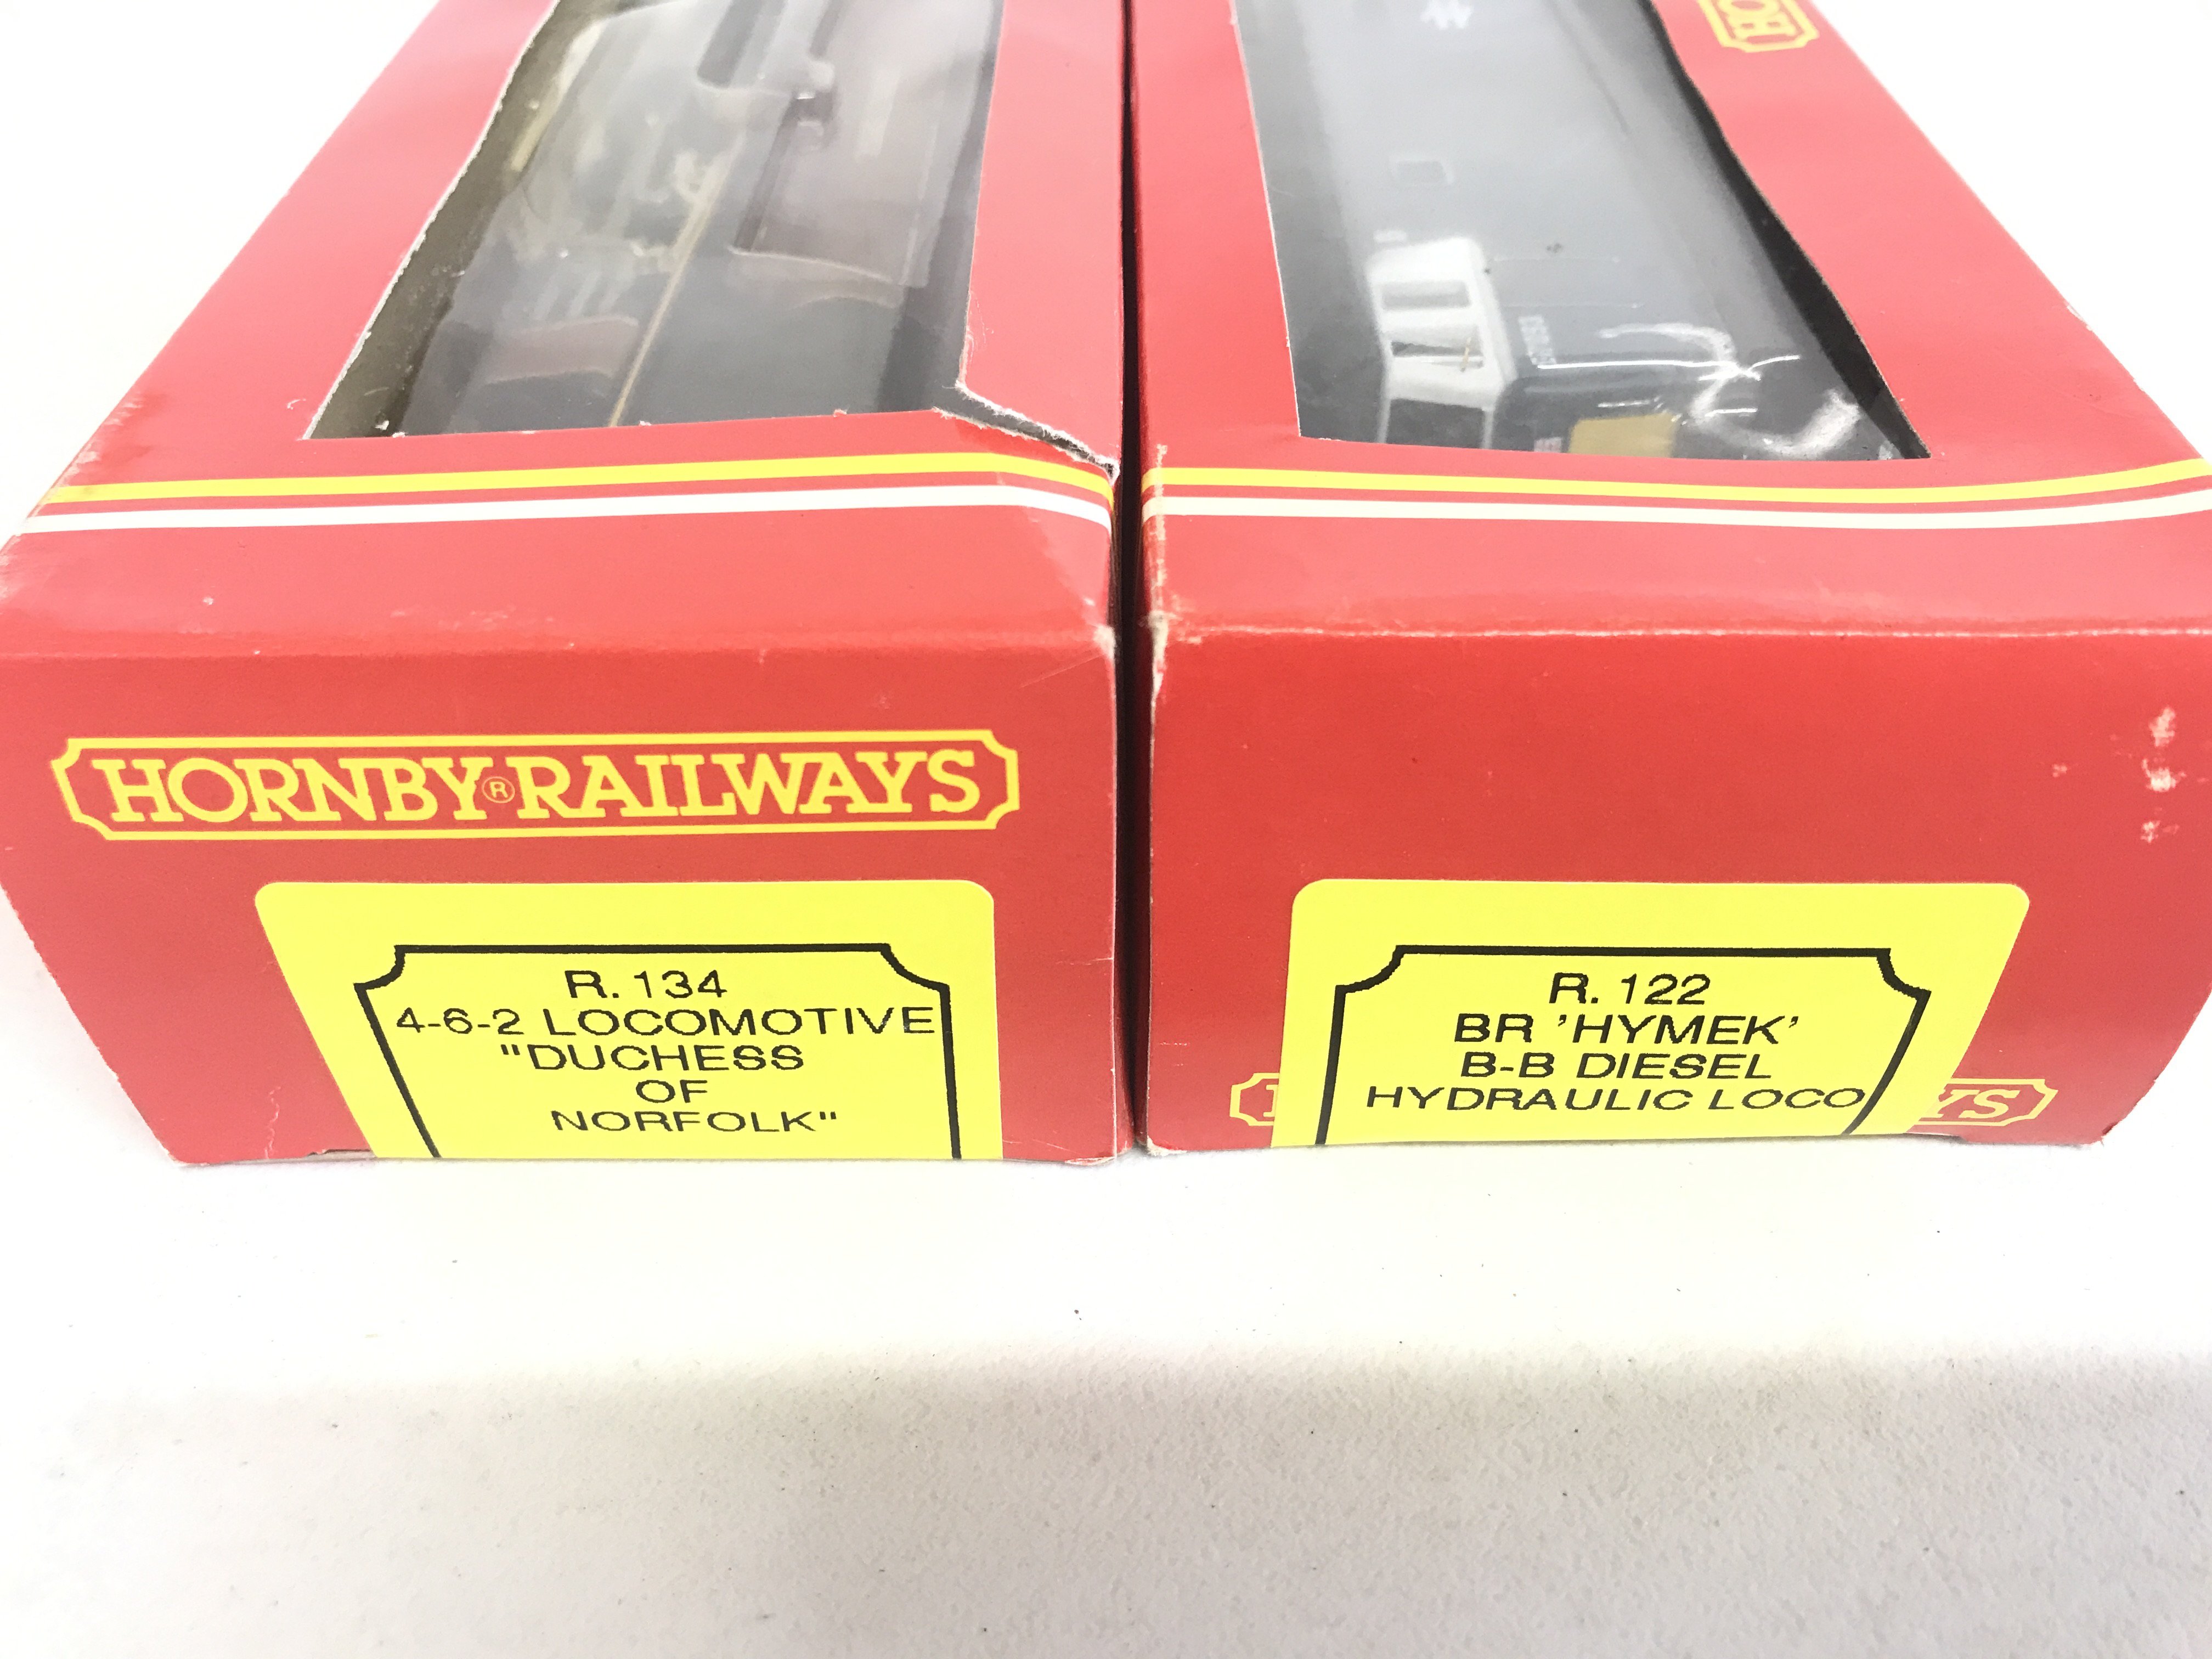 HORNBY® RAILWAYS
R. 134
4-6-2 LOCOMOTIVE
"DUCHESS
OF
NORFOLK"
R. 122
BR 'HYMEK'
B-B DIESEL
HYDRAULIC LOCO